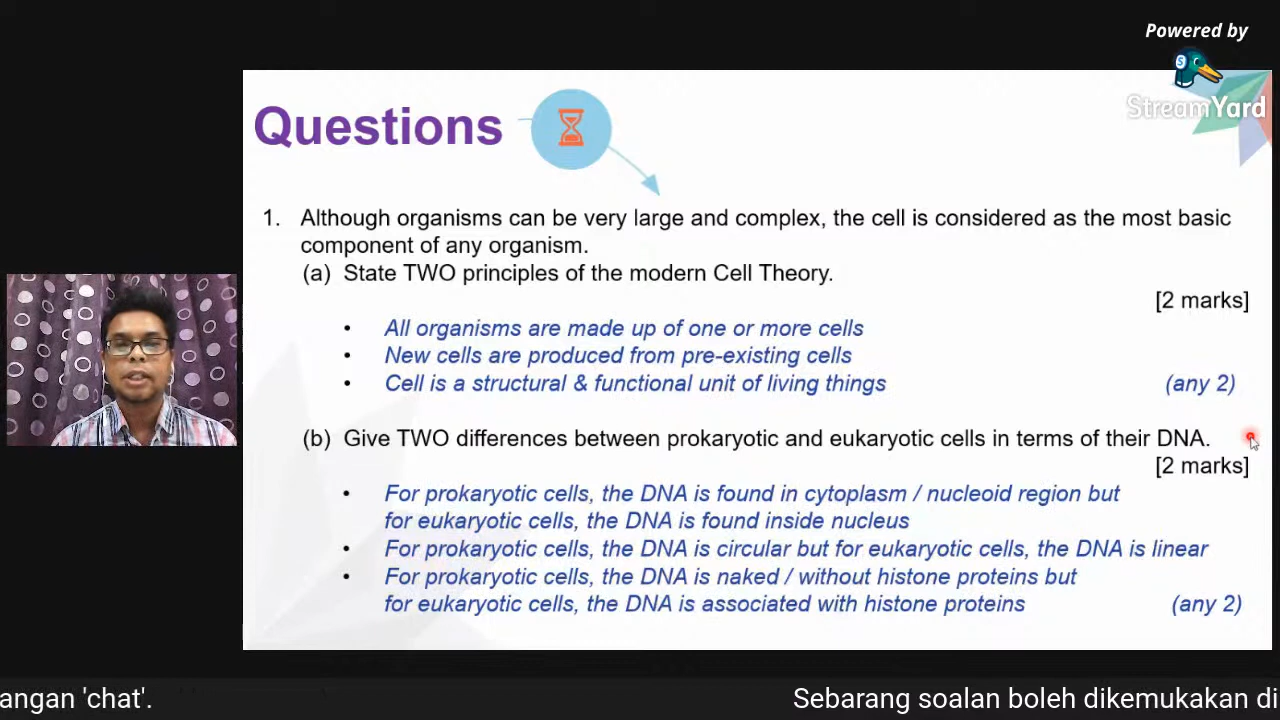 Powered by
StreamYard
Questions
1. Although organisms can be very large and complex, the cell is considered as the most basic
component of any organism.
(a) State TWO principles of the modern Cell Theory.
[2 marks]
• All organisms are made up of one or more cells
• New cells are produced from pre-existing cells
• Cell is a structural & functional unit of living things (any 2)
(b) Give TWO differences between prokaryotic and eukaryotic cells in terms of their DNA.
[2 marks]
• For prokaryotic cells, the DNA is found in cytoplasm / nucleoid region but
for eukaryotic cells, the DNA is found inside nucleus
• For prokaryotic cells, the DNA is circular but for eukaryotic cells, the DNA is linear
• For prokaryotic cells, the DNA is naked / without histone proteins but
for eukaryotic cells, the DNA is associated with histone proteins (any 2)
angan 'chat'. Sebarang soalan boleh dikemukakan di